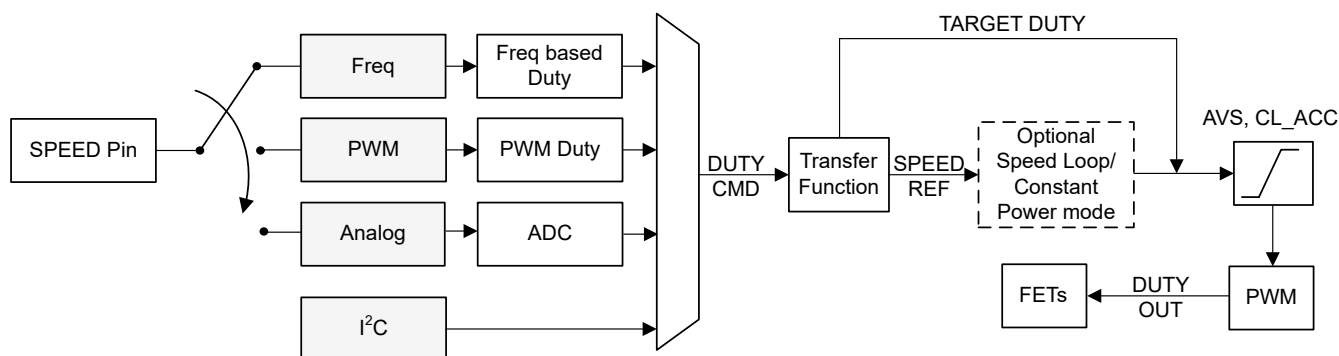 TARGET DUTY
Freq
Freq based
Duty
AVS, CL_ACC
SPEED Pin
PWM
PWM Duty
DUTY
CMD
Transfer
Function
SPEED
REF
Optional
Speed Loop/
Constant
Power mode
Analog
ADC
FETs
DUTY
OUT
PWM
I²C